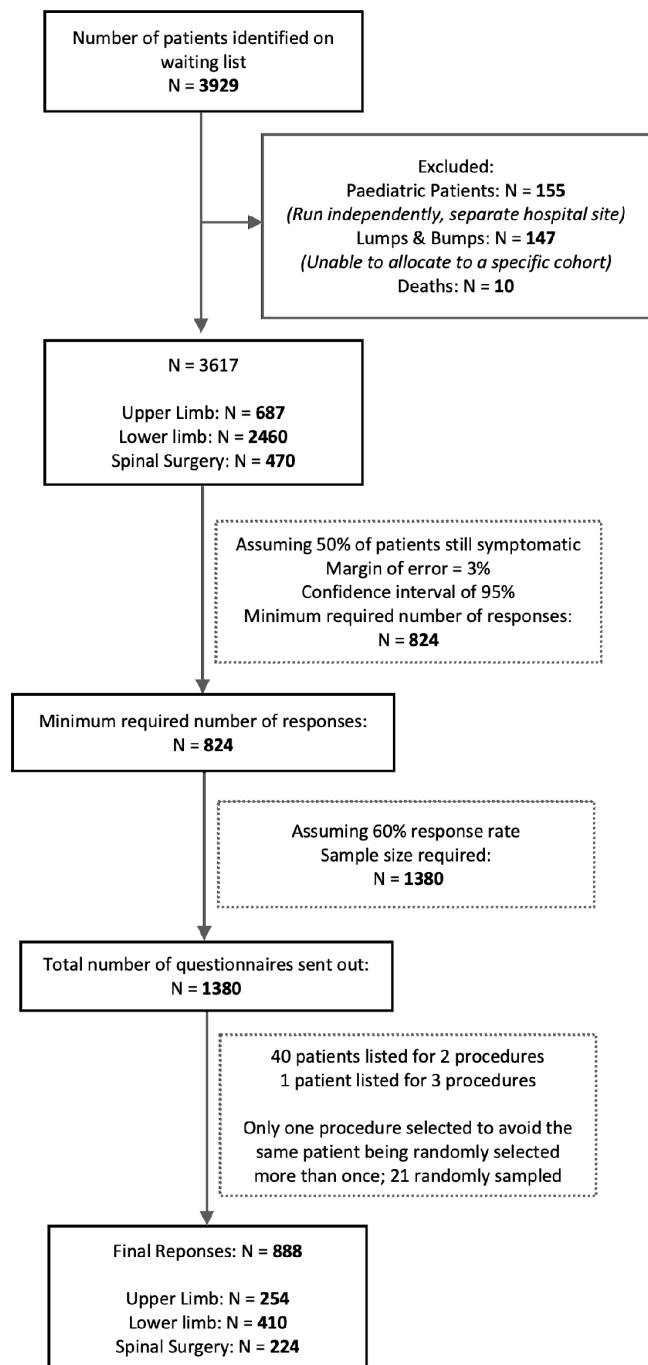 Number of patients identified on
waiting list
N = 3929
Excluded:
Paediatric Patients: N = 155
(Run independently, separate hospital site)
Lumps & Bumps: N = 147
(Unable to allocate to a specific cohort)
Deaths: N = 10
N = 3617
Upper Limb: N = 687
Lower limb: N = 2460
Spinal Surgery: N = 470
Assuming 50% of patients still symptomatic
Margin of error = 3%
Confidence interval of 95%
Minimum required number of responses:
N = 824
Minimum required number of responses:
N = 824
Assuming 60% response rate
Sample size required:
N = 1380
Total number of questionnaires sent out:
N = 1380
40 patients listed for 2 procedures
1 patient listed for 3 procedures
Only one procedure selected to avoid the
same patient being randomly selected
more than once; 21 randomly sampled
Final Reponses: N = 888
Upper Limb: N = 254
Lower limb: N = 410
Spinal Surgery: N = 224